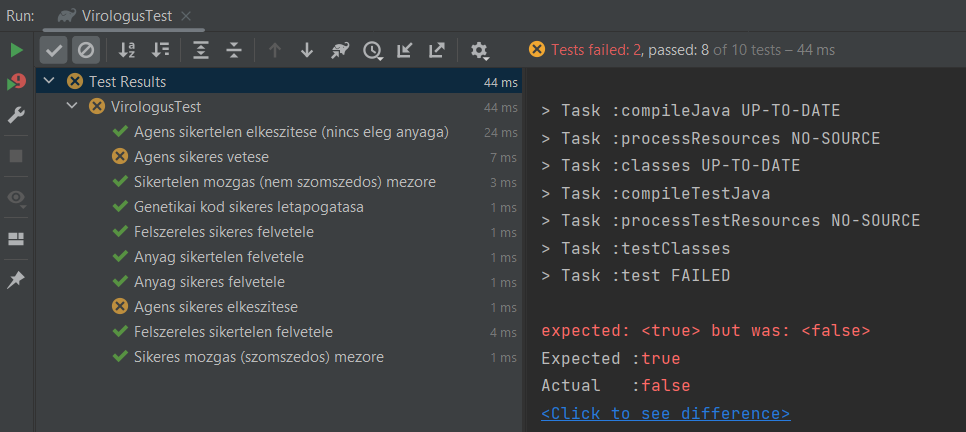 Run: VirologusTest
Tests failed: 2, passed: 8 of 10 tests – 44 ms
Test Results 44 ms
VirologusTest 44 ms
Agens sikertelen elkeszitese (nincs eleg anyaga) 24 ms
Agens sikeres vetese 7 ms
Sikertelen mozgas (nem szomszedos) mezore 3 ms
Genetikai kod sikeres letapogatasa 1 ms
Felszereles sikeres felvetele 1 ms
Anyag sikertelen felvetele 1 ms
Anyag sikeres felvetele 1 ms
Agens sikeres elkeszitese 1 ms
Felszereles sikertelen felvetele 4 ms
Sikeres mozgas (szomszedos) mezore 1 ms
> Task :compileJava UP-TO-DATE
> Task :processResources NO-SOURCE
> Task :classes UP-TO-DATE
> Task :compileTestJava
> Task :processTestResources NO-SOURCE
> Task :testClasses
> Task :test FAILED
expected: <true> but was: <false>
Expected :true
Actual   :false
<Click to see difference>